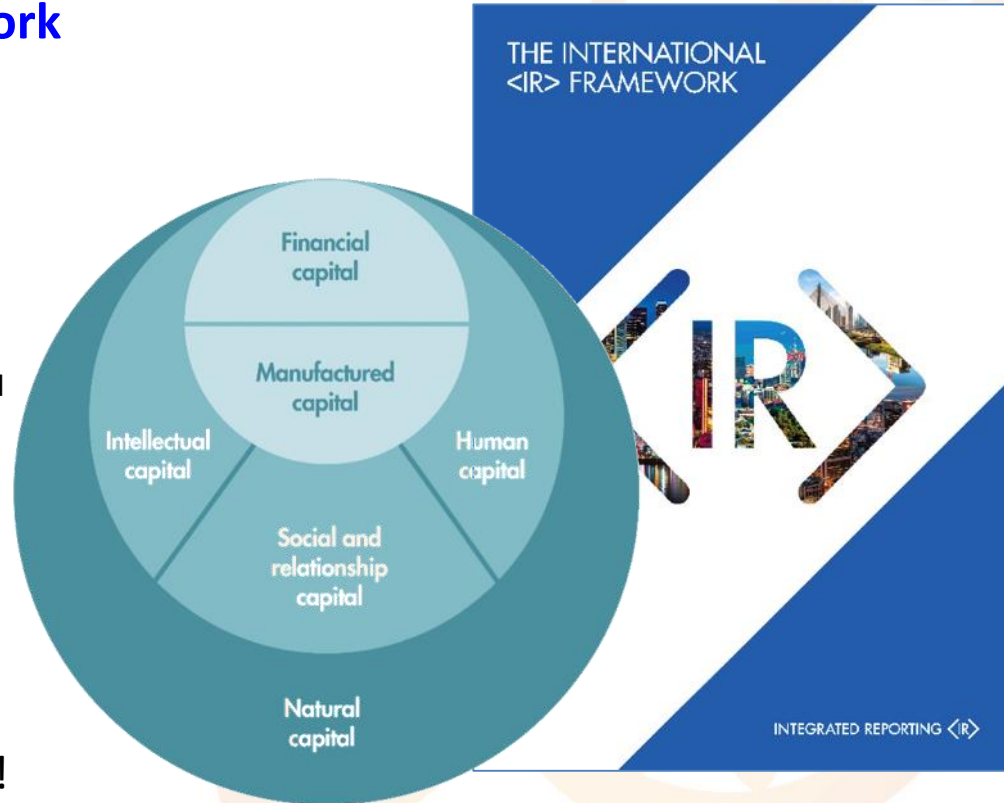 ork
THE INTERNATIONAL
<IR> FRAMEWORK
Financial
capital
Manufactured
capital
Intellectual
capital
Human
capital
Social and
relationship
capital
Natural
capital
<IR>
INTEGRATED REPORTING <IR>
!